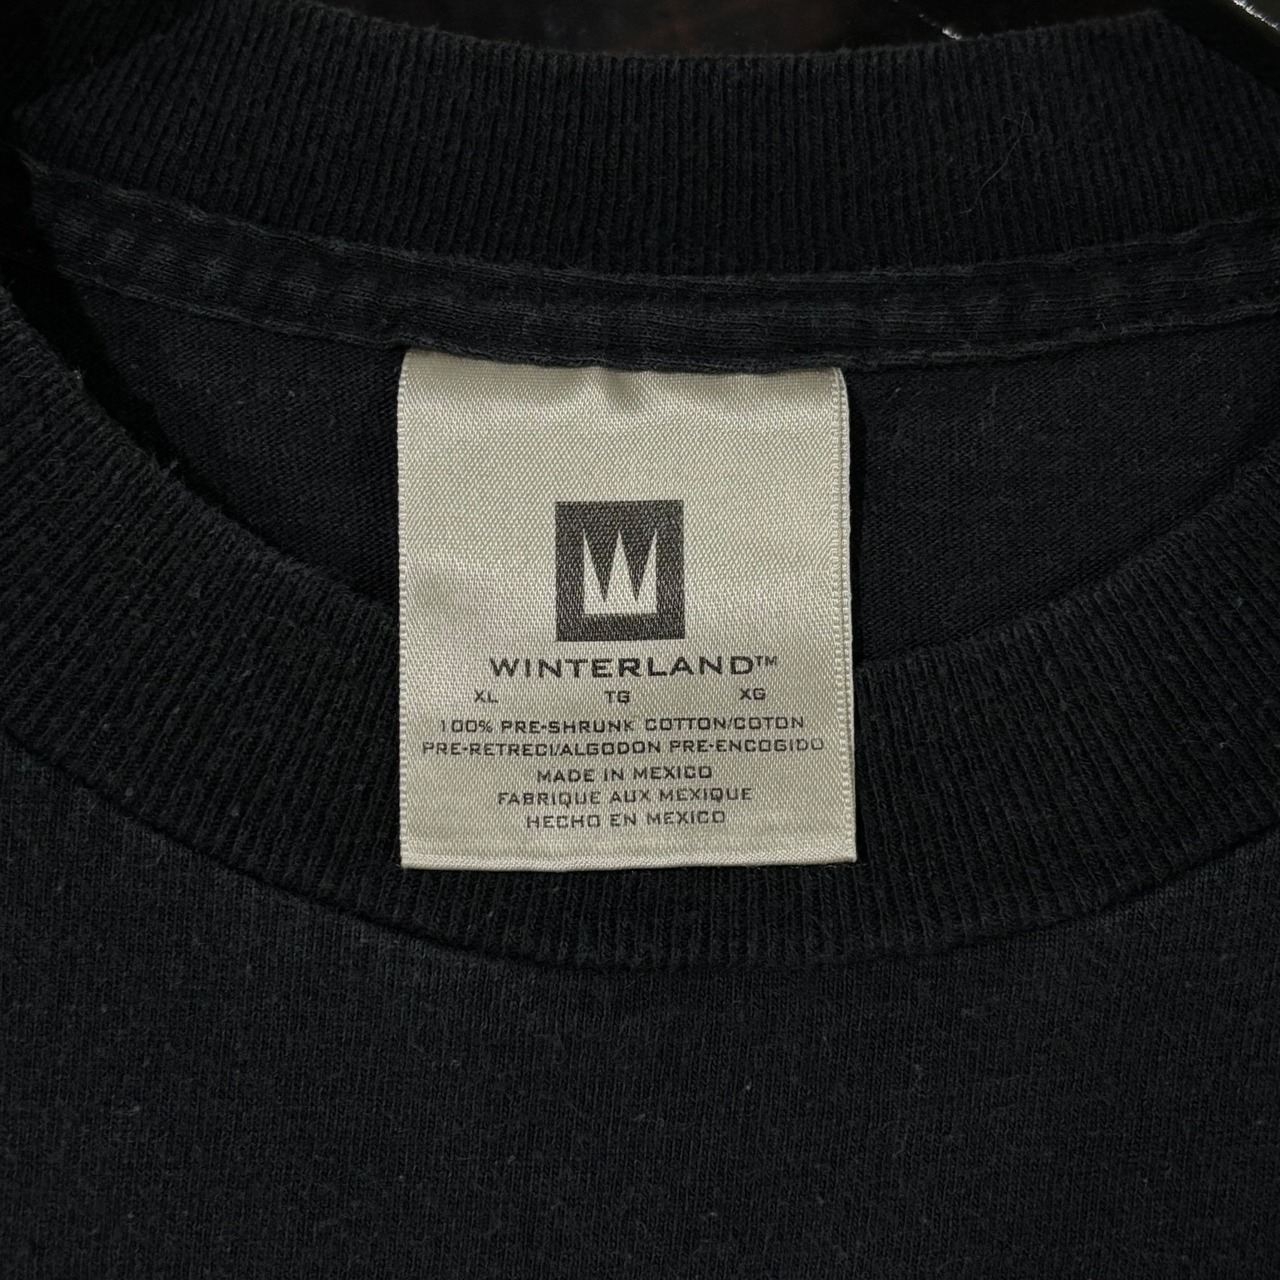 W
WINTERLAND™
XL TG XG
100% PRE-SHRUNK COTTON/COTON
PRE-RETRECI/ALGODON PRE-ENCOGIDO
MADE IN MEXICO
FABRIQUE AUX MEXIQUE
HECHO EN MEXICO